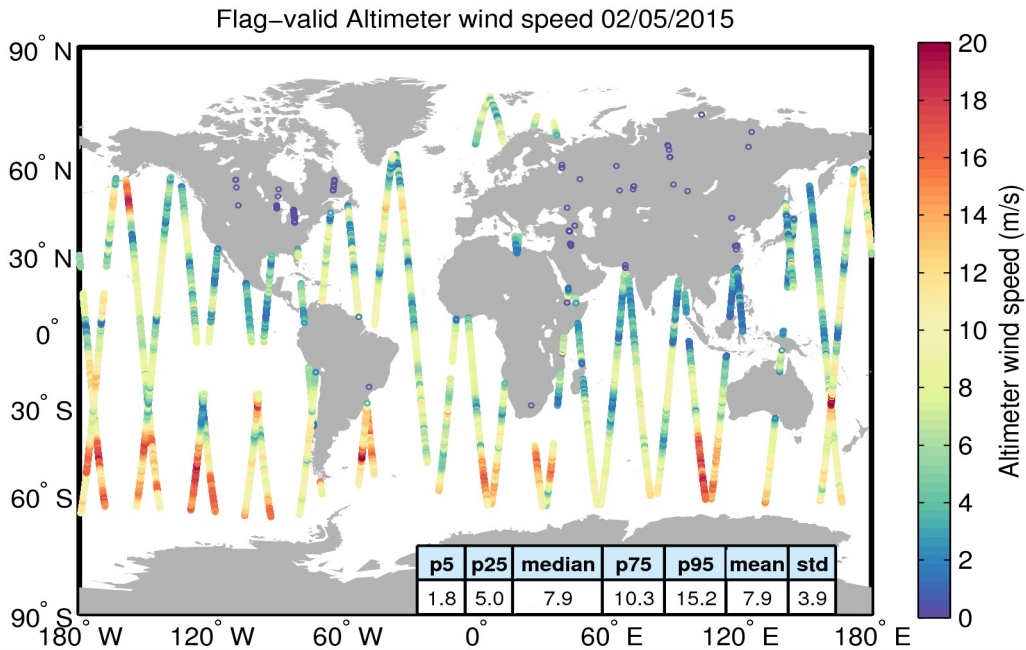 Flag−valid Altimeter wind speed 02/05/2015
90° N
60° N
30° N
0°
30° S
60° S
90° S
180° W
120° W
60° W
0°
60° E
120° E
180° E
p5 p25 median p75 p95 mean std
1.8 5.0 7.9 10.3 15.2 7.9 3.9
20
18
16
14
12
10
8
6
4
2
0
Altimeter wind speed (m/s)